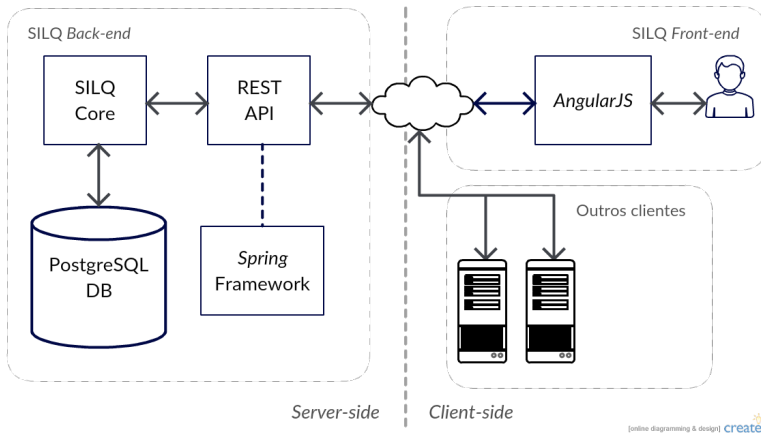 SILQ Back-end
SILQ Front-end
SILQ
Core
REST
API
AngularJS
PostgreSQL
DB
Spring
Framework
Outros clientes
Server-side
Client-side
[online diagramming & design] create